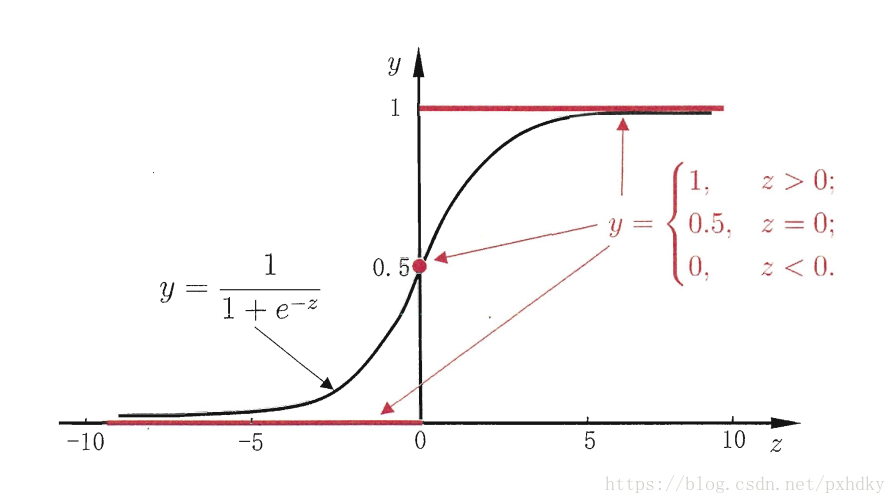 y
1
y = { 1, z > 0;
0.5, z = 0;
0, z < 0.
0.5
y = 1 / (1 + e^{-z})
-10 -5 0 5 10 z
https://blog.csdn.net/pxhdky